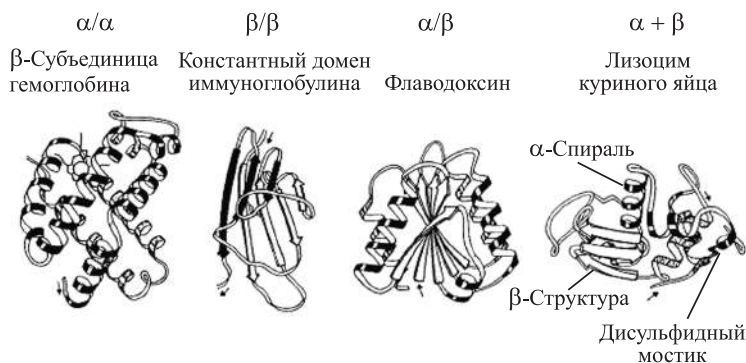 α/α
β-Субъединица
гемоглобина
β/β
Константный домен
иммуноглобулина
α/β
Флаводоксин
α + β
Лизоцим
куриного яйца
α-Спираль
β-Структура
Дисульфидный
мостик